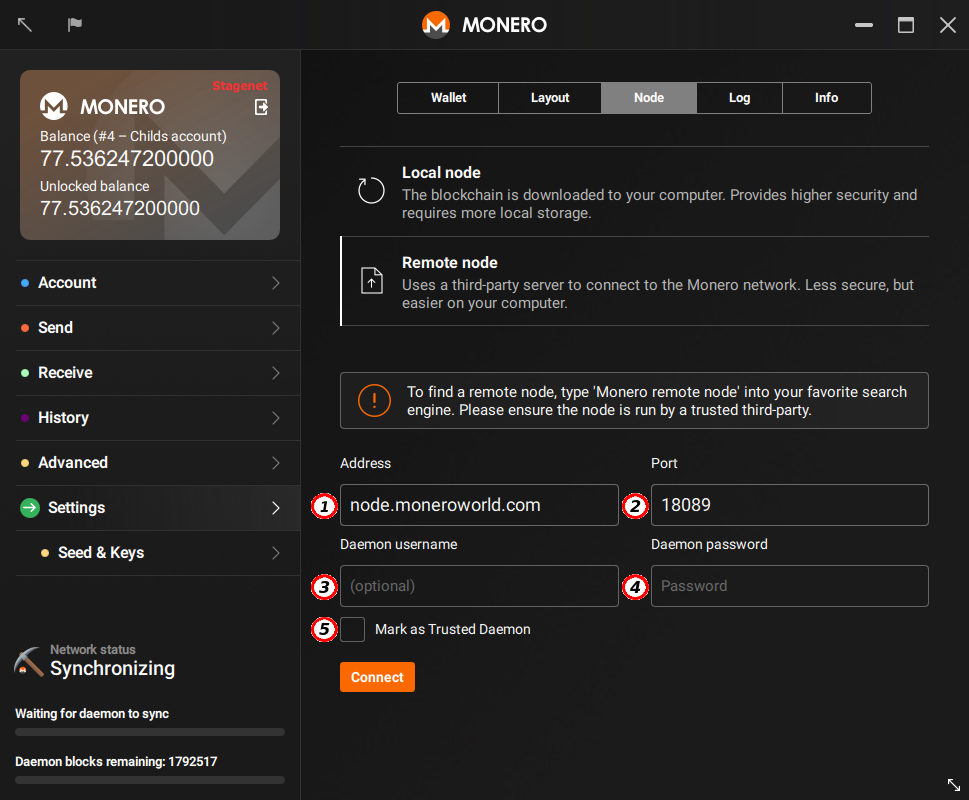 MONERO
Stagenet
MONERO
Balance (#4 – Childs account)
77.536247200000
Unlocked balance
77.536247200000
Account
Send
Receive
History
Advanced
Settings
Seed & Keys
Network status
Synchronizing
Waiting for daemon to sync
Daemon blocks remaining: 1792517
Wallet Layout Node Log Info
Local node
The blockchain is downloaded to your computer. Provides higher security and
requires more local storage.
Remote node
Uses a third-party server to connect to the Monero network. Less secure, but
easier on your computer.
To find a remote node, type 'Monero remote node' into your favorite search
engine. Please ensure the node is run by a trusted third-party.
Address Port
1 node.moneroworld.com 2 18089
Daemon username Daemon password
3 (optional) 4 Password
5 Mark as Trusted Daemon
Connect